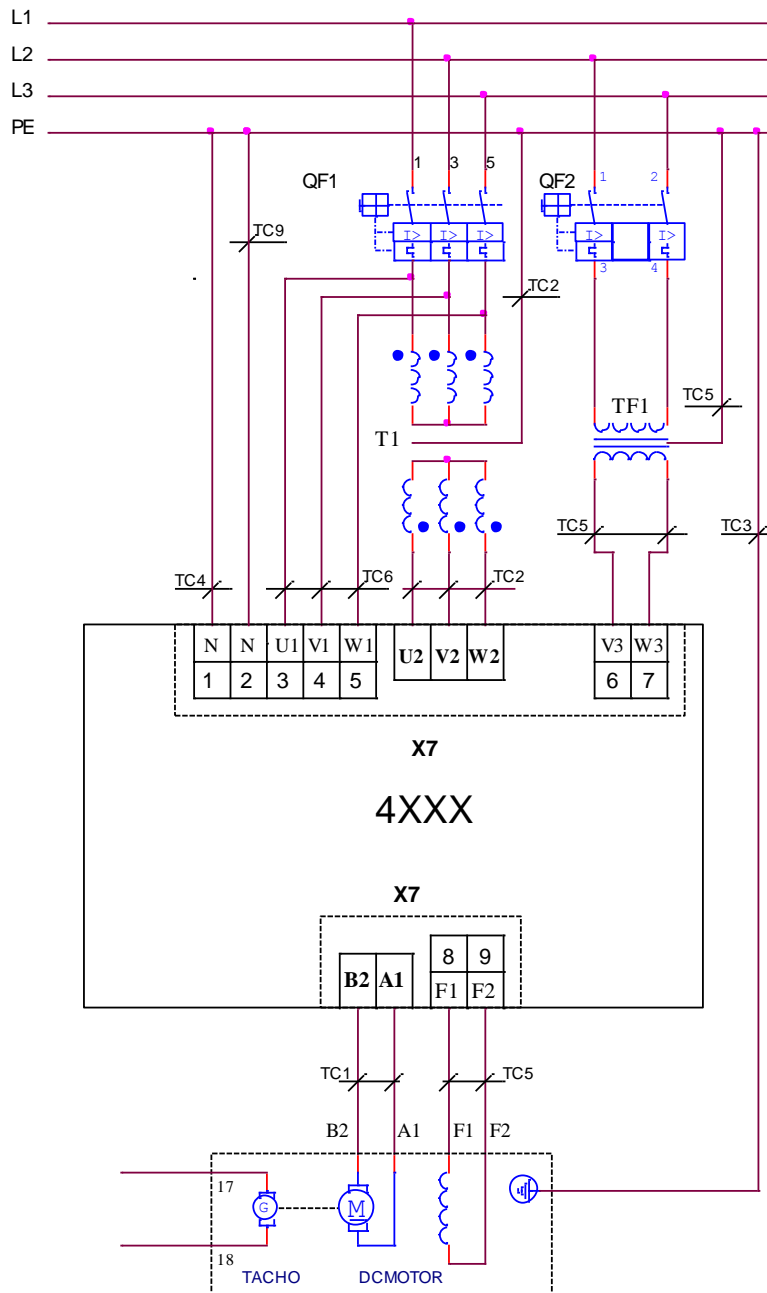 L1
L2
L3
PE
QF1 1 3 5 QF2 1 2
TC9
I> I> I> I> I>
3 4
TC2
TC5
TF1
T1
TC5 TC3
TC4 TC6 TC2
N N U1 V1 W1 U2 V2 W2 V3 W3
1 2 3 4 5 6 7
X7
4XXX
X7
8 9
B2 A1 F1 F2
TC1 TC5
B2 A1 F1 F2
17
G M
18
TACHO DCMOTOR